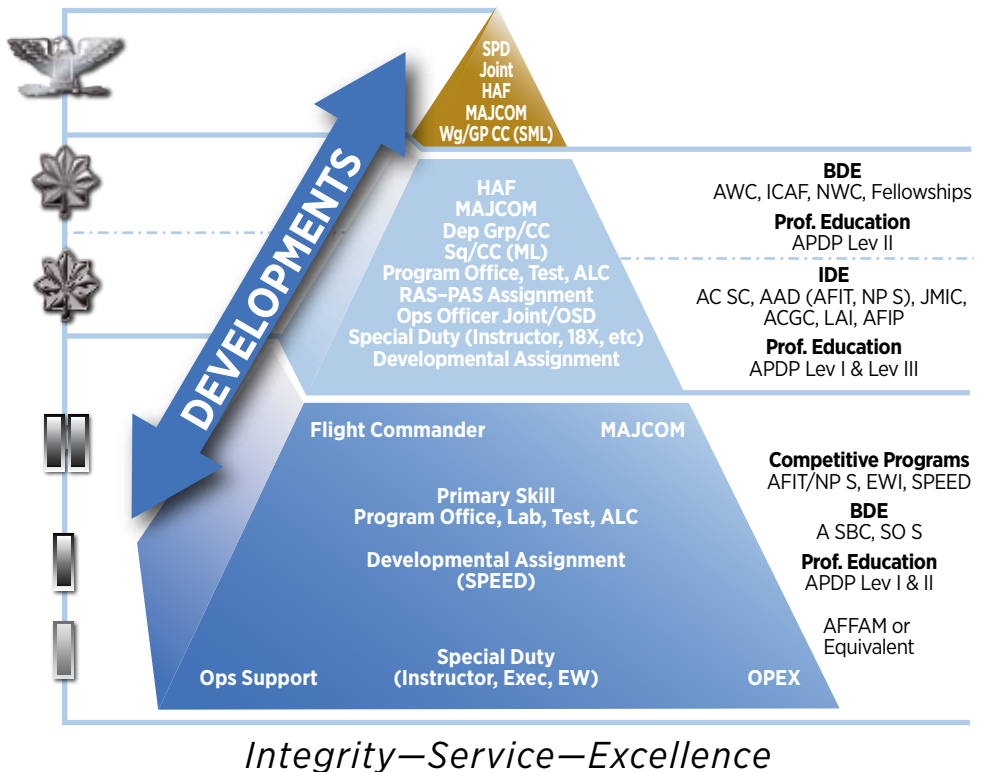 SPD
Joint
HAF
MAJCOM
Wg/GP CC (SML)
DEVELOPMENTS
HAF
MAJCOM
Dep Grp/CC
Sq/CC (ML)
Program Office, Test, ALC
RAS–PAS Assignment
Ops Officer Joint/OSD
Special Duty (Instructor, 18X, etc)
Developmental Assignment
BDE
AWC, ICAF, NWC, Fellowships
Prof. Education
APDP Lev II
IDE
AC SC, AAD (AFIT, NP S), JMIC,
ACGC, LAI, AFIP
Prof. Education
APDP Lev I & Lev III
Flight Commander
MAJCOM
Primary Skill
Program Office, Lab, Test, ALC
Developmental Assignment
(SPEED)
Special Duty
(Instructor, Exec, EW)
Ops Support
OPEX
Competitive Programs
AFIT/NP S, EWI, SPEED
BDE
A SBC, SO S
Prof. Education
APDP Lev I & II
AFFAM or
Equivalent
Integrity—Service—Excellence